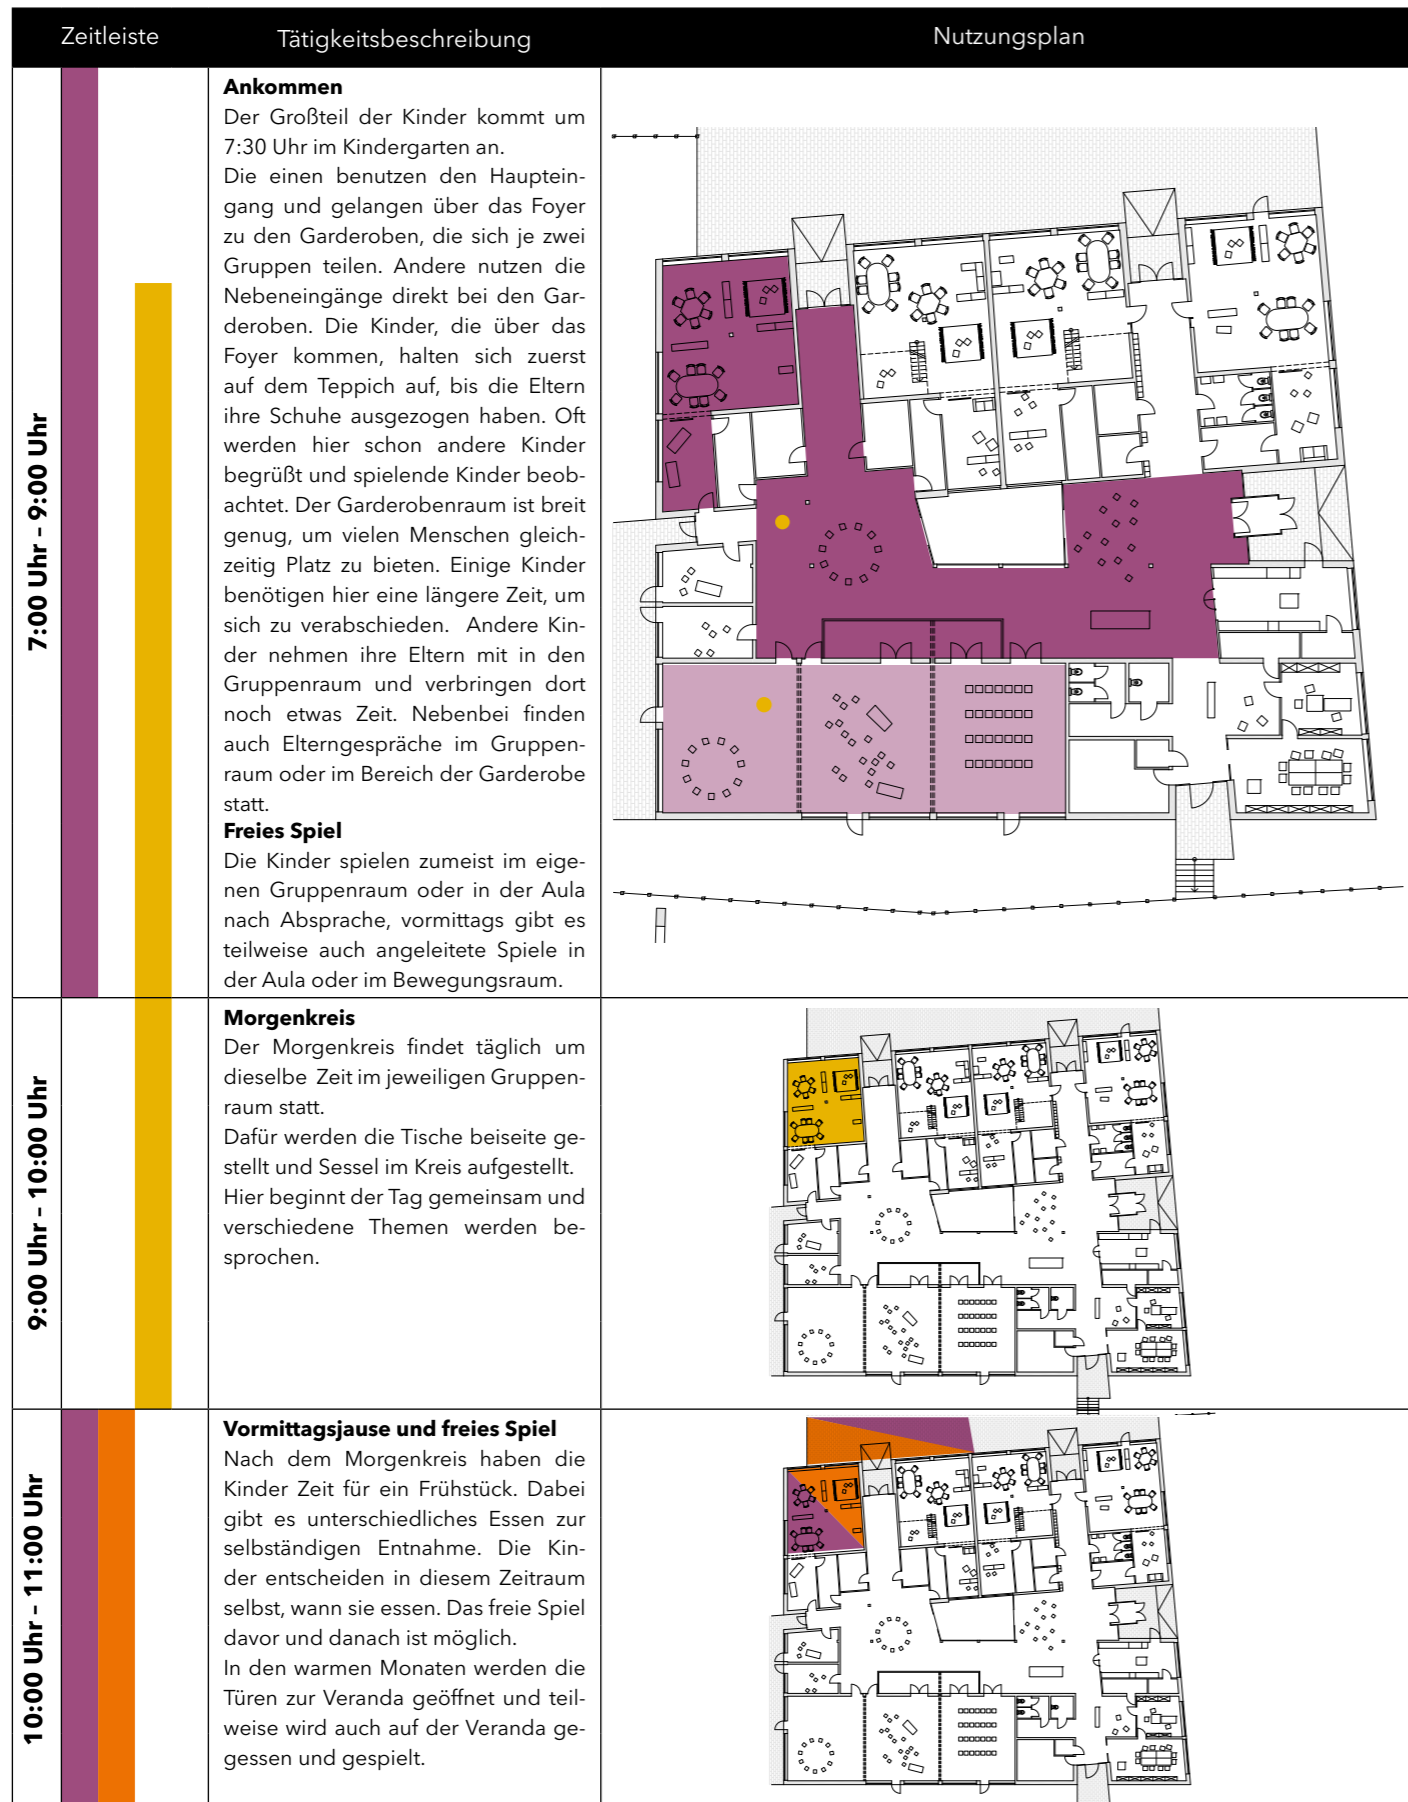 Zeitleiste
Tätigkeitsbeschreibung
Nutzungsplan
7:00 Uhr – 9:00 Uhr
Ankommen
Der Großteil der Kinder kommt um
7:30 Uhr im Kindergarten an.
Die einen benutzen den Hauptein-
gang und gelangen über das Foyer
zu den Garderoben, die sich je zwei
Gruppen teilen. Andere nutzen die
Nebeneingänge direkt bei den Gar-
deroben. Die Kinder, die über das
Foyer kommen, halten sich zuerst
auf dem Teppich auf, bis die Eltern
ihre Schuhe ausgezogen haben. Oft
werden hier schon andere Kinder
begrüßt und spielende Kinder beob-
achtet. Der Garderobenraum ist breit
genug, um vielen Menschen gleich-
zeitig Platz zu bieten. Einige Kinder
benötigen hier eine längere Zeit, um
sich zu verabschieden. Andere Kin-
der nehmen ihre Eltern mit in den
Gruppenraum und verbringen dort
noch etwas Zeit. Nebenbei finden
auch Elterngespräche im Gruppen-
raum oder im Bereich der Garderobe
statt.
Freies Spiel
Die Kinder spielen zumeist im eige-
nen Gruppenraum oder in der Aula
nach Absprache, vormittags gibt es
teilweise auch angeleitete Spiele in
der Aula oder im Bewegungsraum.
9:00 Uhr – 10:00 Uhr
Morgenkreis
Der Morgenkreis findet täglich um
dieselbe Zeit im jeweiligen Gruppen-
raum statt.
Dafür werden die Tische beiseite ge-
stellt und Sessel im Kreis aufgestellt.
Hier beginnt der Tag gemeinsam und
verschiedene Themen werden be-
sprochen.
10:00 Uhr – 11:00 Uhr
Vormittagsjause und freies Spiel
Nach dem Morgenkreis haben die
Kinder Zeit für ein Frühstück. Dabei
gibt es unterschiedliches Essen zur
selbständigen Entnahme. Die Kin-
der entscheiden in diesem Zeitraum
selbst, wann sie essen. Das freie Spiel
davor und danach ist möglich.
In den warmen Monaten werden die
Türen zur Veranda geöffnet und teil-
weise wird auch auf der Veranda ge-
gessen und gespielt.